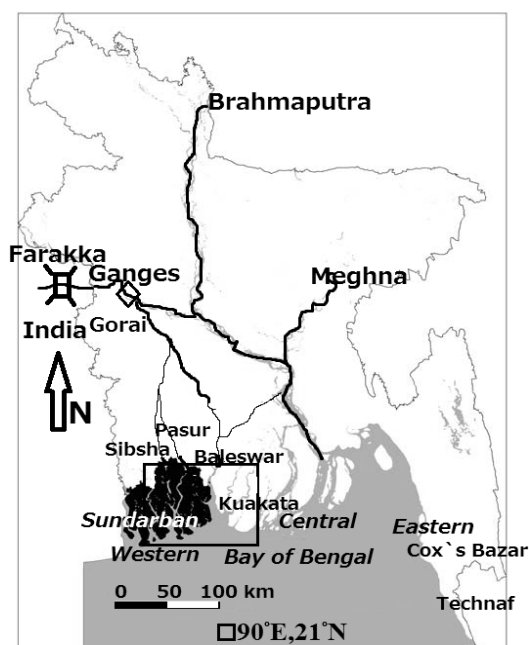 Brahmaputra
Farakka
Ganges
Meghna
Gorai
India
N
Pasur
Sibsha
Baleswar
Kuakata
Sundarban
Central
Eastern
Western
Bay of Bengal
Cox`s Bazar
0 50 100 km
Technaf
90°E,21°N